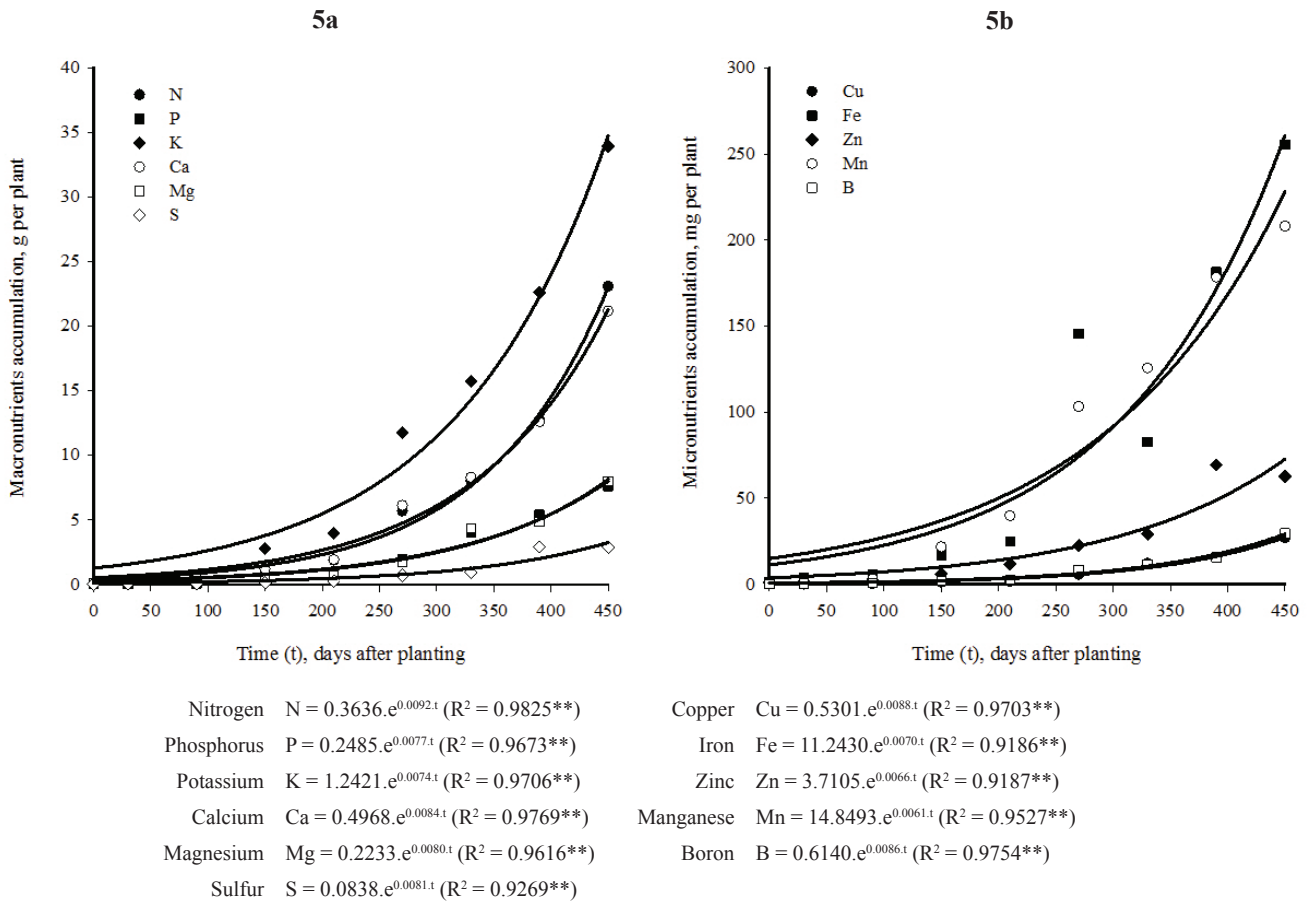 5a
5b
Macronutrients accumulation, g per plant
40
35
30
25
20
15
10
5
0
N
P
K
Ca
Mg
S
0 50 100 150 200 250 300 350 400 450
Time (t), days after planting
Micronutrients accumulation, mg per plant
300
250
200
150
100
50
0
Cu
Fe
Zn
Mn
B
0 50 100 150 200 250 300 350 400 450
Time (t), days after planting
Nitrogen N = 0.3636.e^0.0092.t (R² = 0.9825**)
Phosphorus P = 0.2485.e^0.0077.t (R² = 0.9673**)
Potassium K = 1.2421.e^0.0074.t (R² = 0.9706**)
Calcium Ca = 0.4968.e^0.0084.t (R² = 0.9769**)
Magnesium Mg = 0.2233.e^0.0080.t (R² = 0.9616**)
Sulfur S = 0.0838.e^0.0081.t (R² = 0.9269**)
Copper Cu = 0.5301.e^0.0088.t (R² = 0.9703**)
Iron Fe = 11.2430.e^0.0070.t (R² = 0.9186**)
Zinc Zn = 3.7105.e^0.0066.t (R² = 0.9187**)
Manganese Mn = 14.8493.e^0.0061.t (R² = 0.9527**)
Boron B = 0.6140.e^0.0086.t (R² = 0.9754**)